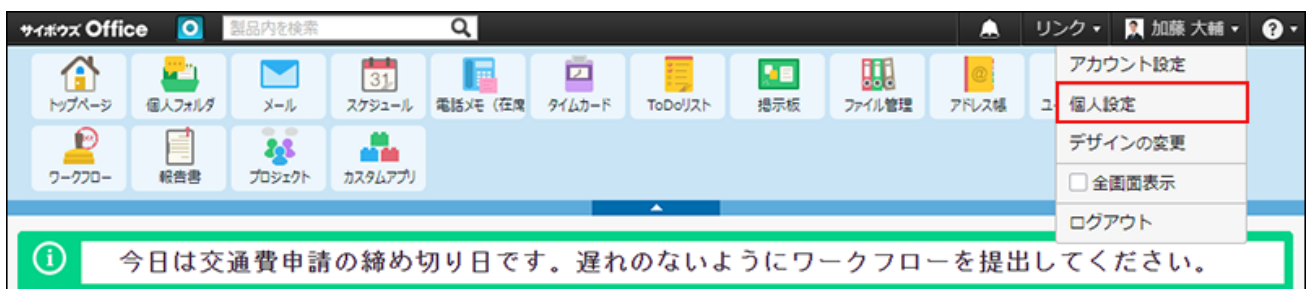 サイボウズ Office
製品内を検索
リンク
加藤 大輔
?
トップページ
個人フォルダ
メール
スケジュール
31
電話メモ（在席
タイムカード
ToDoリスト
掲示板
ファイル管理
アドレス帳
ユー
ワークフロー
報告書
プロジェクト
カスタムアプリ
アカウント設定
個人設定
デザインの変更
全画面表示
ログアウト
今日は交通費申請の締め切り日です。遅れのないようにワークフローを提出してください。